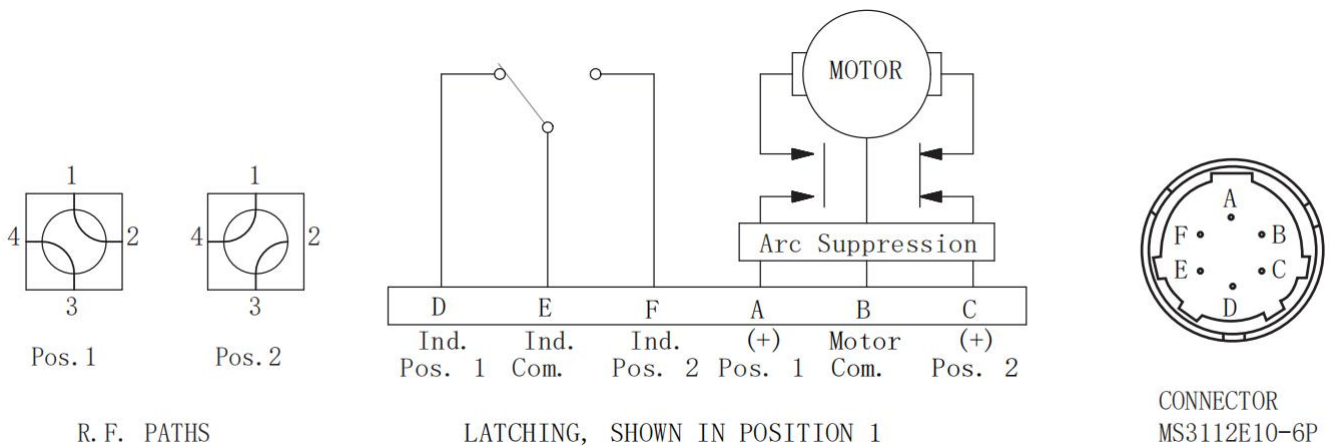 1
4 2
3
Pos.1
1
4 2
3
Pos.2
R.F. PATHS
MOTOR
Arc Suppression
D E F A B C
Ind. Ind. Ind. (+) Motor (+)
Pos. 1 Com. Pos. 2 Pos. 1 Com. Pos. 2
LATCHING, SHOWN IN POSITION 1
A
F B
E C
D
CONNECTOR
MS3112E10-6P